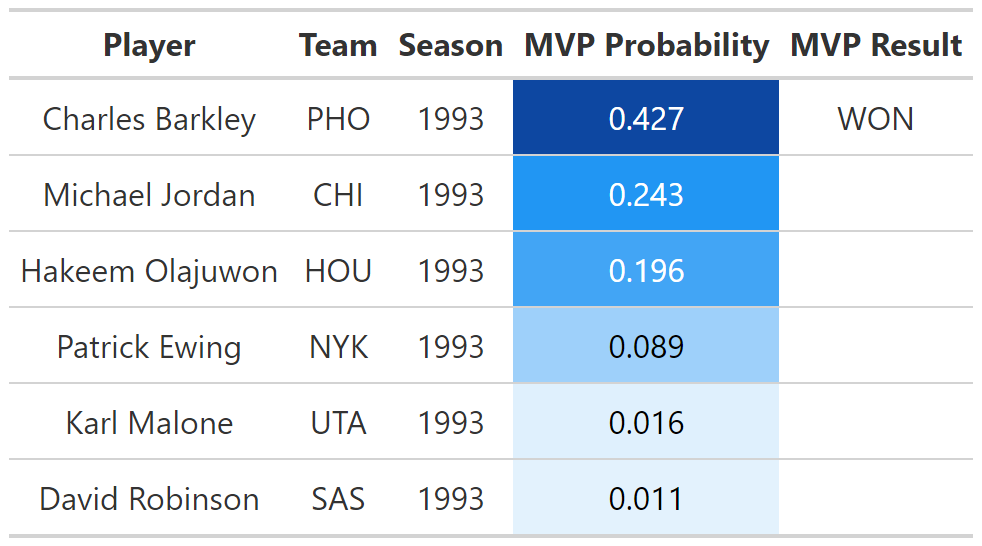 Player Team Season MVP Probability MVP Result
Charles Barkley PHO 1993 0.427 WON
Michael Jordan CHI 1993 0.243
Hakeem Olajuwon HOU 1993 0.196
Patrick Ewing NYK 1993 0.089
Karl Malone UTA 1993 0.016
David Robinson SAS 1993 0.011